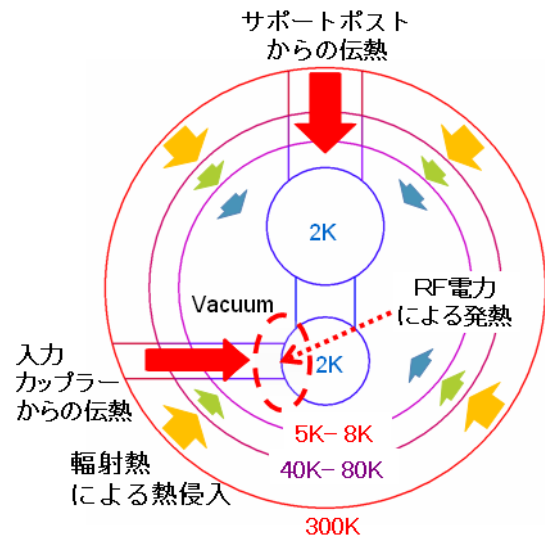 サポートポスト
からの伝熱
2K
Vacuum
RF電力
による発熱
入力
カップラー
からの伝熱
2K
5K-8K
40K-80K
輻射熱
による熱侵入
300K